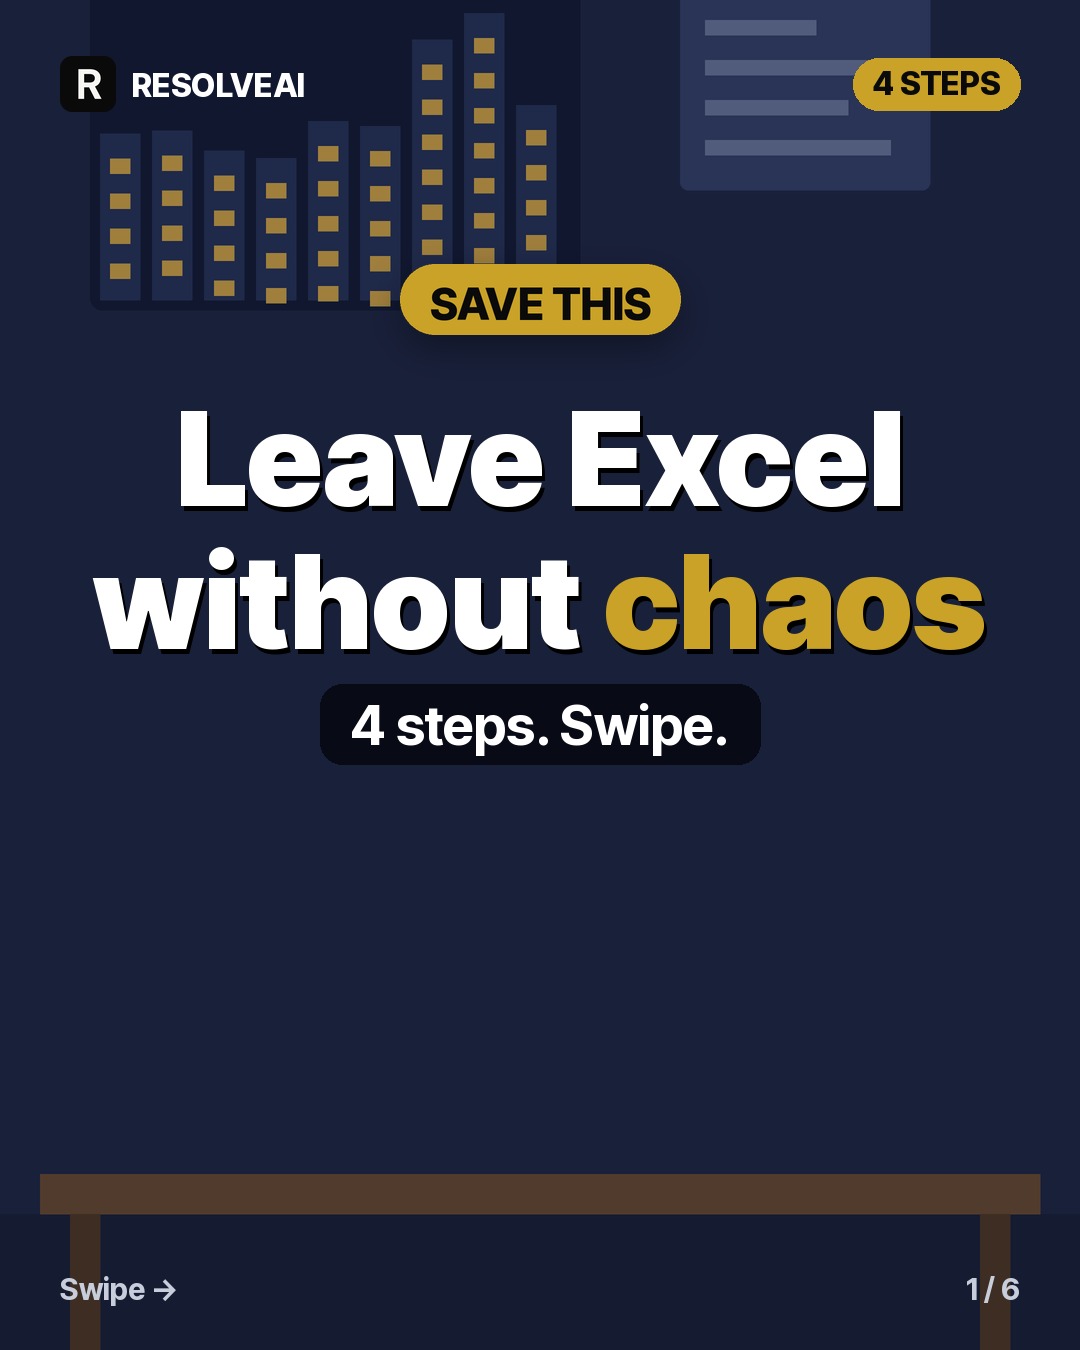 R RESOLVEAI
4 STEPS
SAVE THIS
Leave Excel
without chaos
4 steps. Swipe.
Swipe →
1 / 6